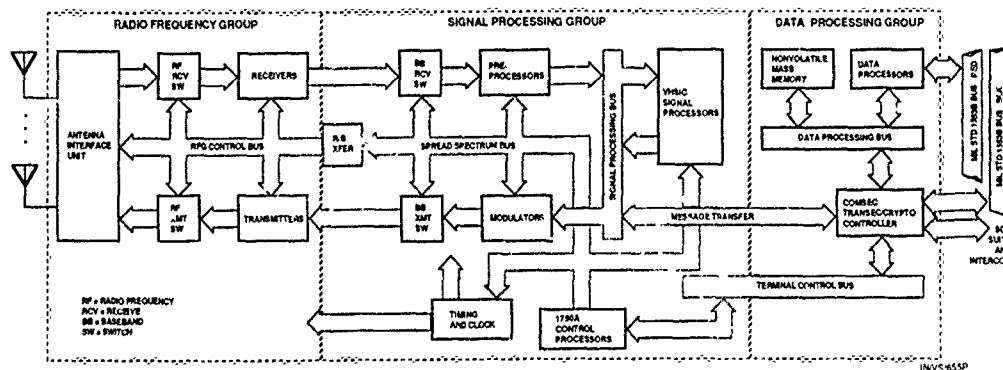 RADIO FREQUENCY GROUP
SIGNAL PROCESSING GROUP
DATA PROCESSING GROUP
ANTENNA
INTERFACE
UNIT
RF
RCV
SW
RECEIVERS
BB
RCV
SW
PRE-
PROCESSORS
SIGNAL PROCESSING BUS
VHSIC
SIGNAL
PROCESSORS
NONVOLATILE
MASS
MEMORY
DATA
PROCESSORS
DATA PROCESSING BUS
RFG CONTROL BUS
XFER
SPREAD SPECTRUM BUS
RF
XMT
SW
TRANSMITTERS
BB
XMT
SW
MODULATORS
MESSAGE TRANSFER
COMSEC
TRANSEC/CRYPTO
CONTROLLER
TERMINAL CONTROL BUS
TIMING
AND CLOCK
1750A
CONTROL
PROCESSORS
RF = RADIO FREQUENCY
RCV = RECEIVE
BB = BASEBAND
SW = SWITCH
MIL STD 1553B BUS
MIL STD 1553B BUS
IN/VS/655P